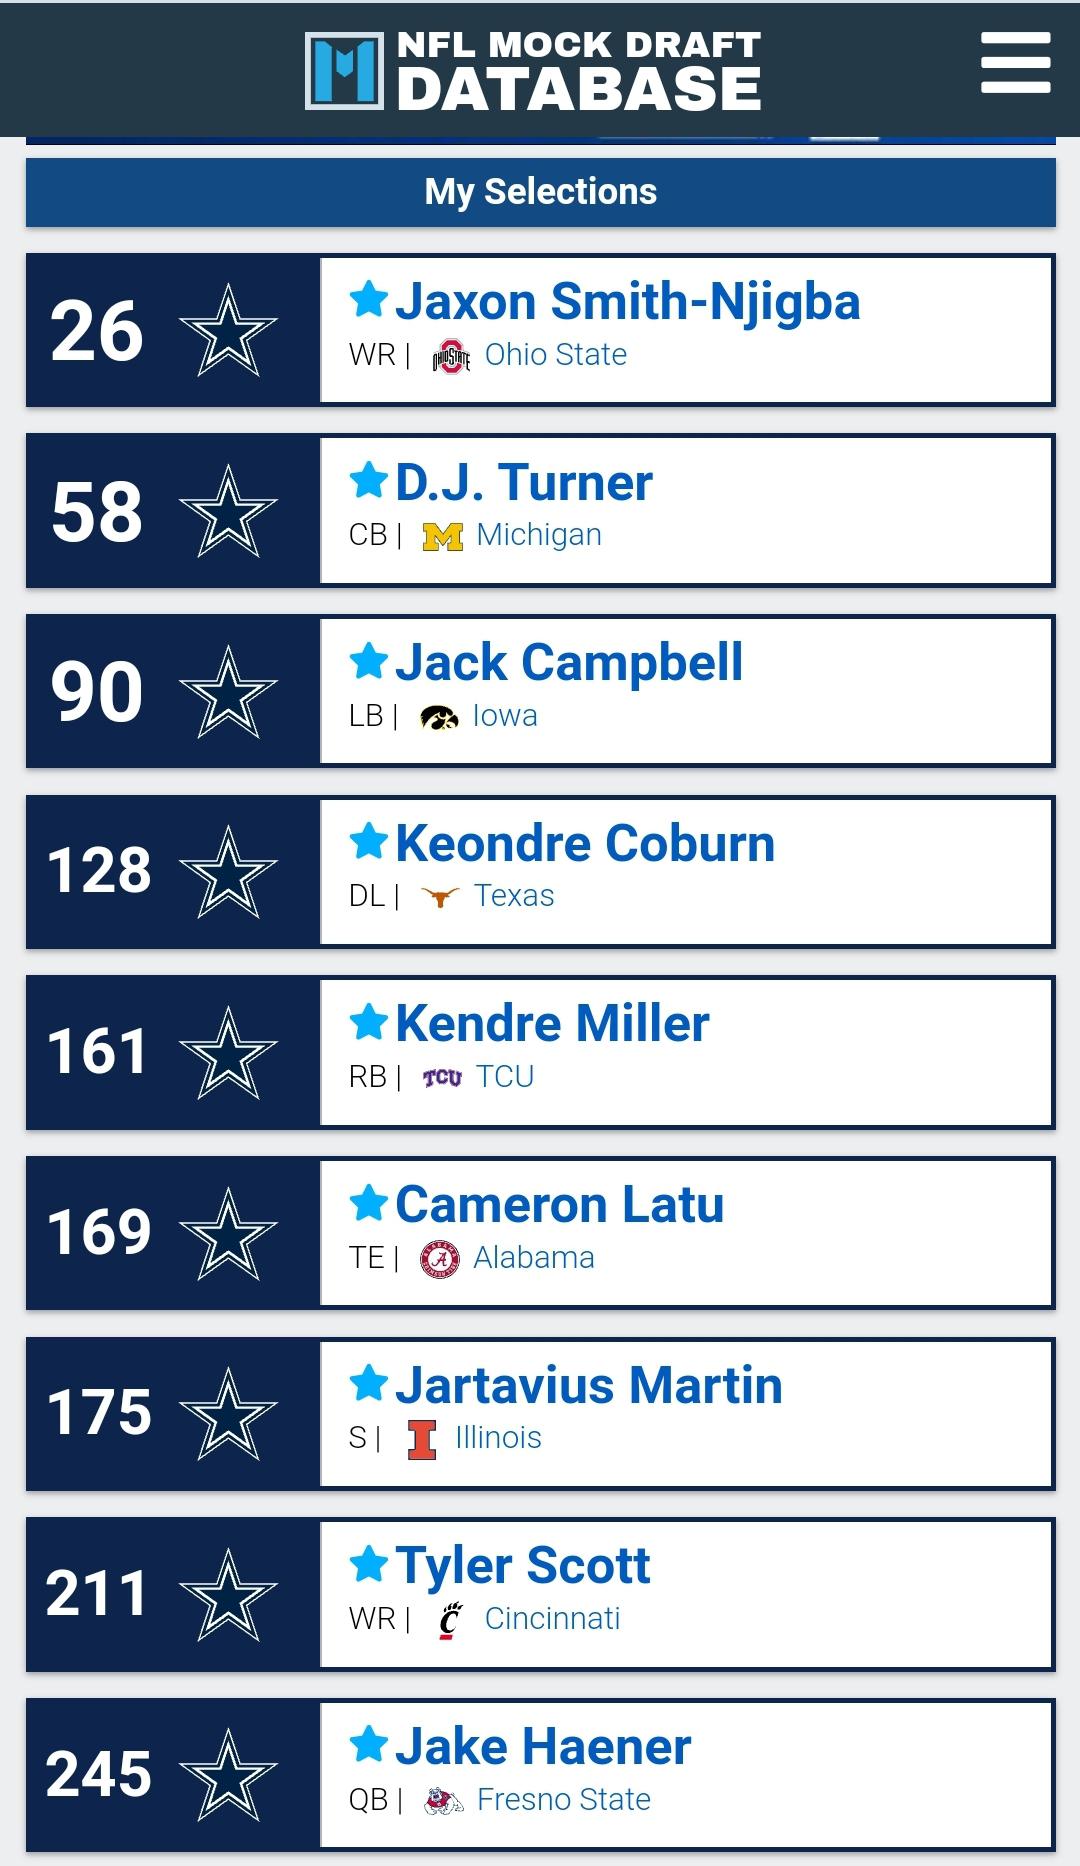 NFL MOCK DRAFT
DATABASE
My Selections
26
Jaxon Smith-Njigba
WR | OHIO STATE Ohio State
58
D.J. Turner
CB | M Michigan
90
Jack Campbell
LB | Iowa
128
Keondre Coburn
DL | Texas
161
Kendre Miller
RB | TCU TCU
169
Cameron Latu
TE | A Alabama
175
Jartavius Martin
S | I Illinois
211
Tyler Scott
WR | C Cincinnati
245
Jake Haener
QB | Fresno State